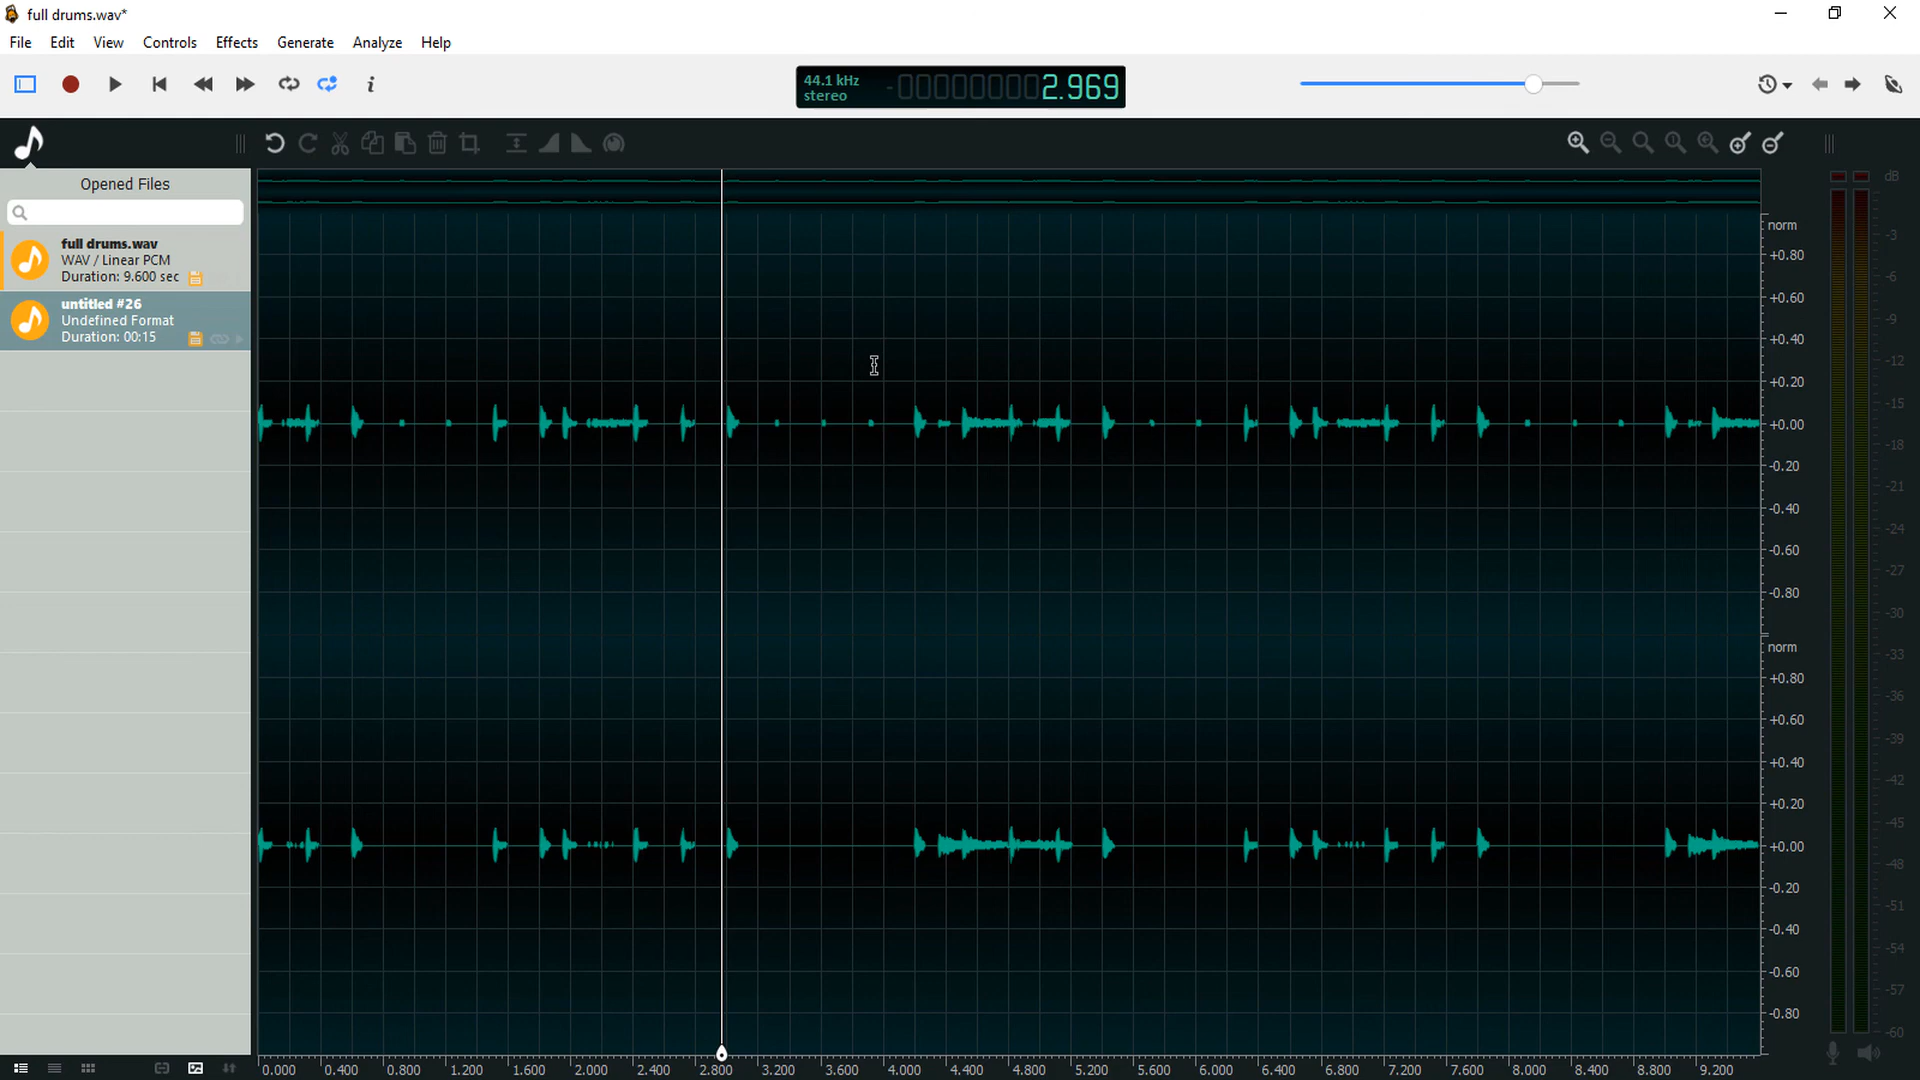 full drums.wav*
File Edit View Controls Effects Generate Analyze Help
44.1 kHz
stereo
2.969
Opened Files
full drums.wav
WAV / Linear PCM
Duration: 9.600 sec
untitled #26
Undefined Format
Duration: 00:15
norm
+0.80
+0.60
+0.40
+0.20
+0.00
-0.20
-0.40
-0.60
-0.80
norm
+0.80
+0.60
+0.40
+0.20
+0.00
-0.20
-0.40
-0.60
-0.80
dB
-3
-6
-9
-12
-15
-18
-21
-24
-27
-30
-33
-36
-39
-42
-45
-48
-51
-54
-57
-60
0.000 0.400 0.800 1.200 1.600 2.000 2.400 2.800 3.200 3.600 4.000 4.400 4.800 5.200 5.600 6.000 6.400 6.800 7.200 7.600 8.000 8.400 8.800 9.200